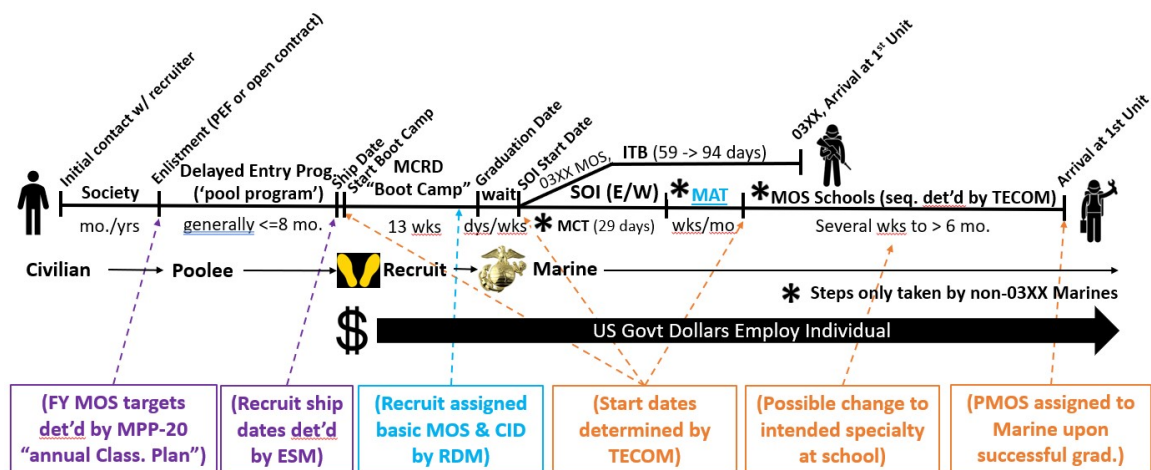 Initial contact w/ recruiter
Enlistment (PEF or open contract)
Ship Date
Start Boot Camp
Graduation Date
SOI Start Date
03XX MOS,
03XX, Arrival at 1st Unit
Arrival at 1st Unit
Society
mo./yrs
Delayed Entry Prog.
('pool program')
generally <=8 mo.
MCRD
"Boot Camp"
13 wks
wait
dys/wks
ITB (59 -> 94 days)
SOI (E/W)
* MCT (29 days)
* MAT
wks/mo
* MOS Schools (seq. det'd by TECOM)
Several wks to > 6 mo.
Civilian
Poolee
Recruit
Marine
* Steps only taken by non-03XX Marines
$
US Govt Dollars Employ Individual
(FY MOS targets
det'd by MPP-20
"annual Class. Plan")
(Recruit ship
dates det'd
by ESM)
(Recruit assigned
basic MOS & CID
by RDM)
(Start dates
determined by
TECOM)
(Possible change to
intended specialty
at school)
(PMOS assigned to
Marine upon
successful grad.)